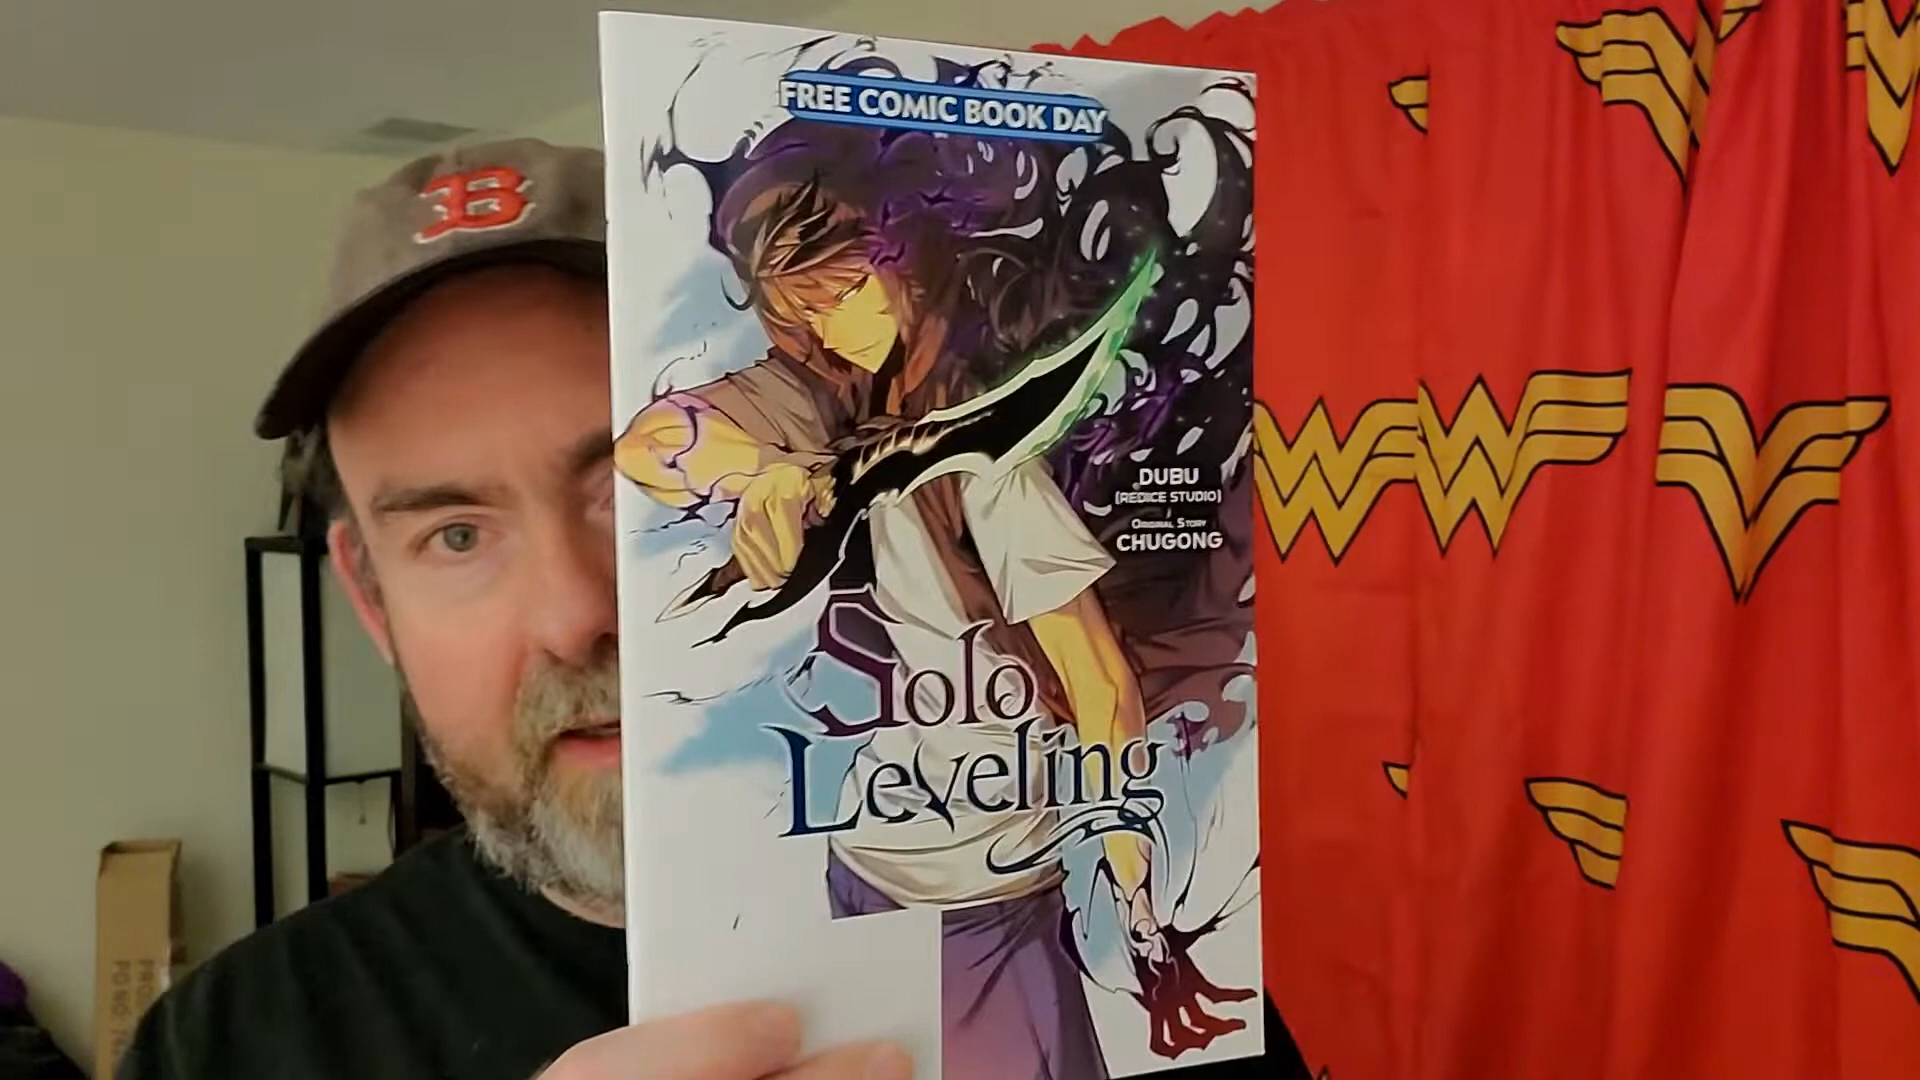 FREE COMIC BOOK DAY
B
DUBU
(REDICE STUDIO)
ORIGINAL STORY
CHUGONG
SOLO
LEVELING